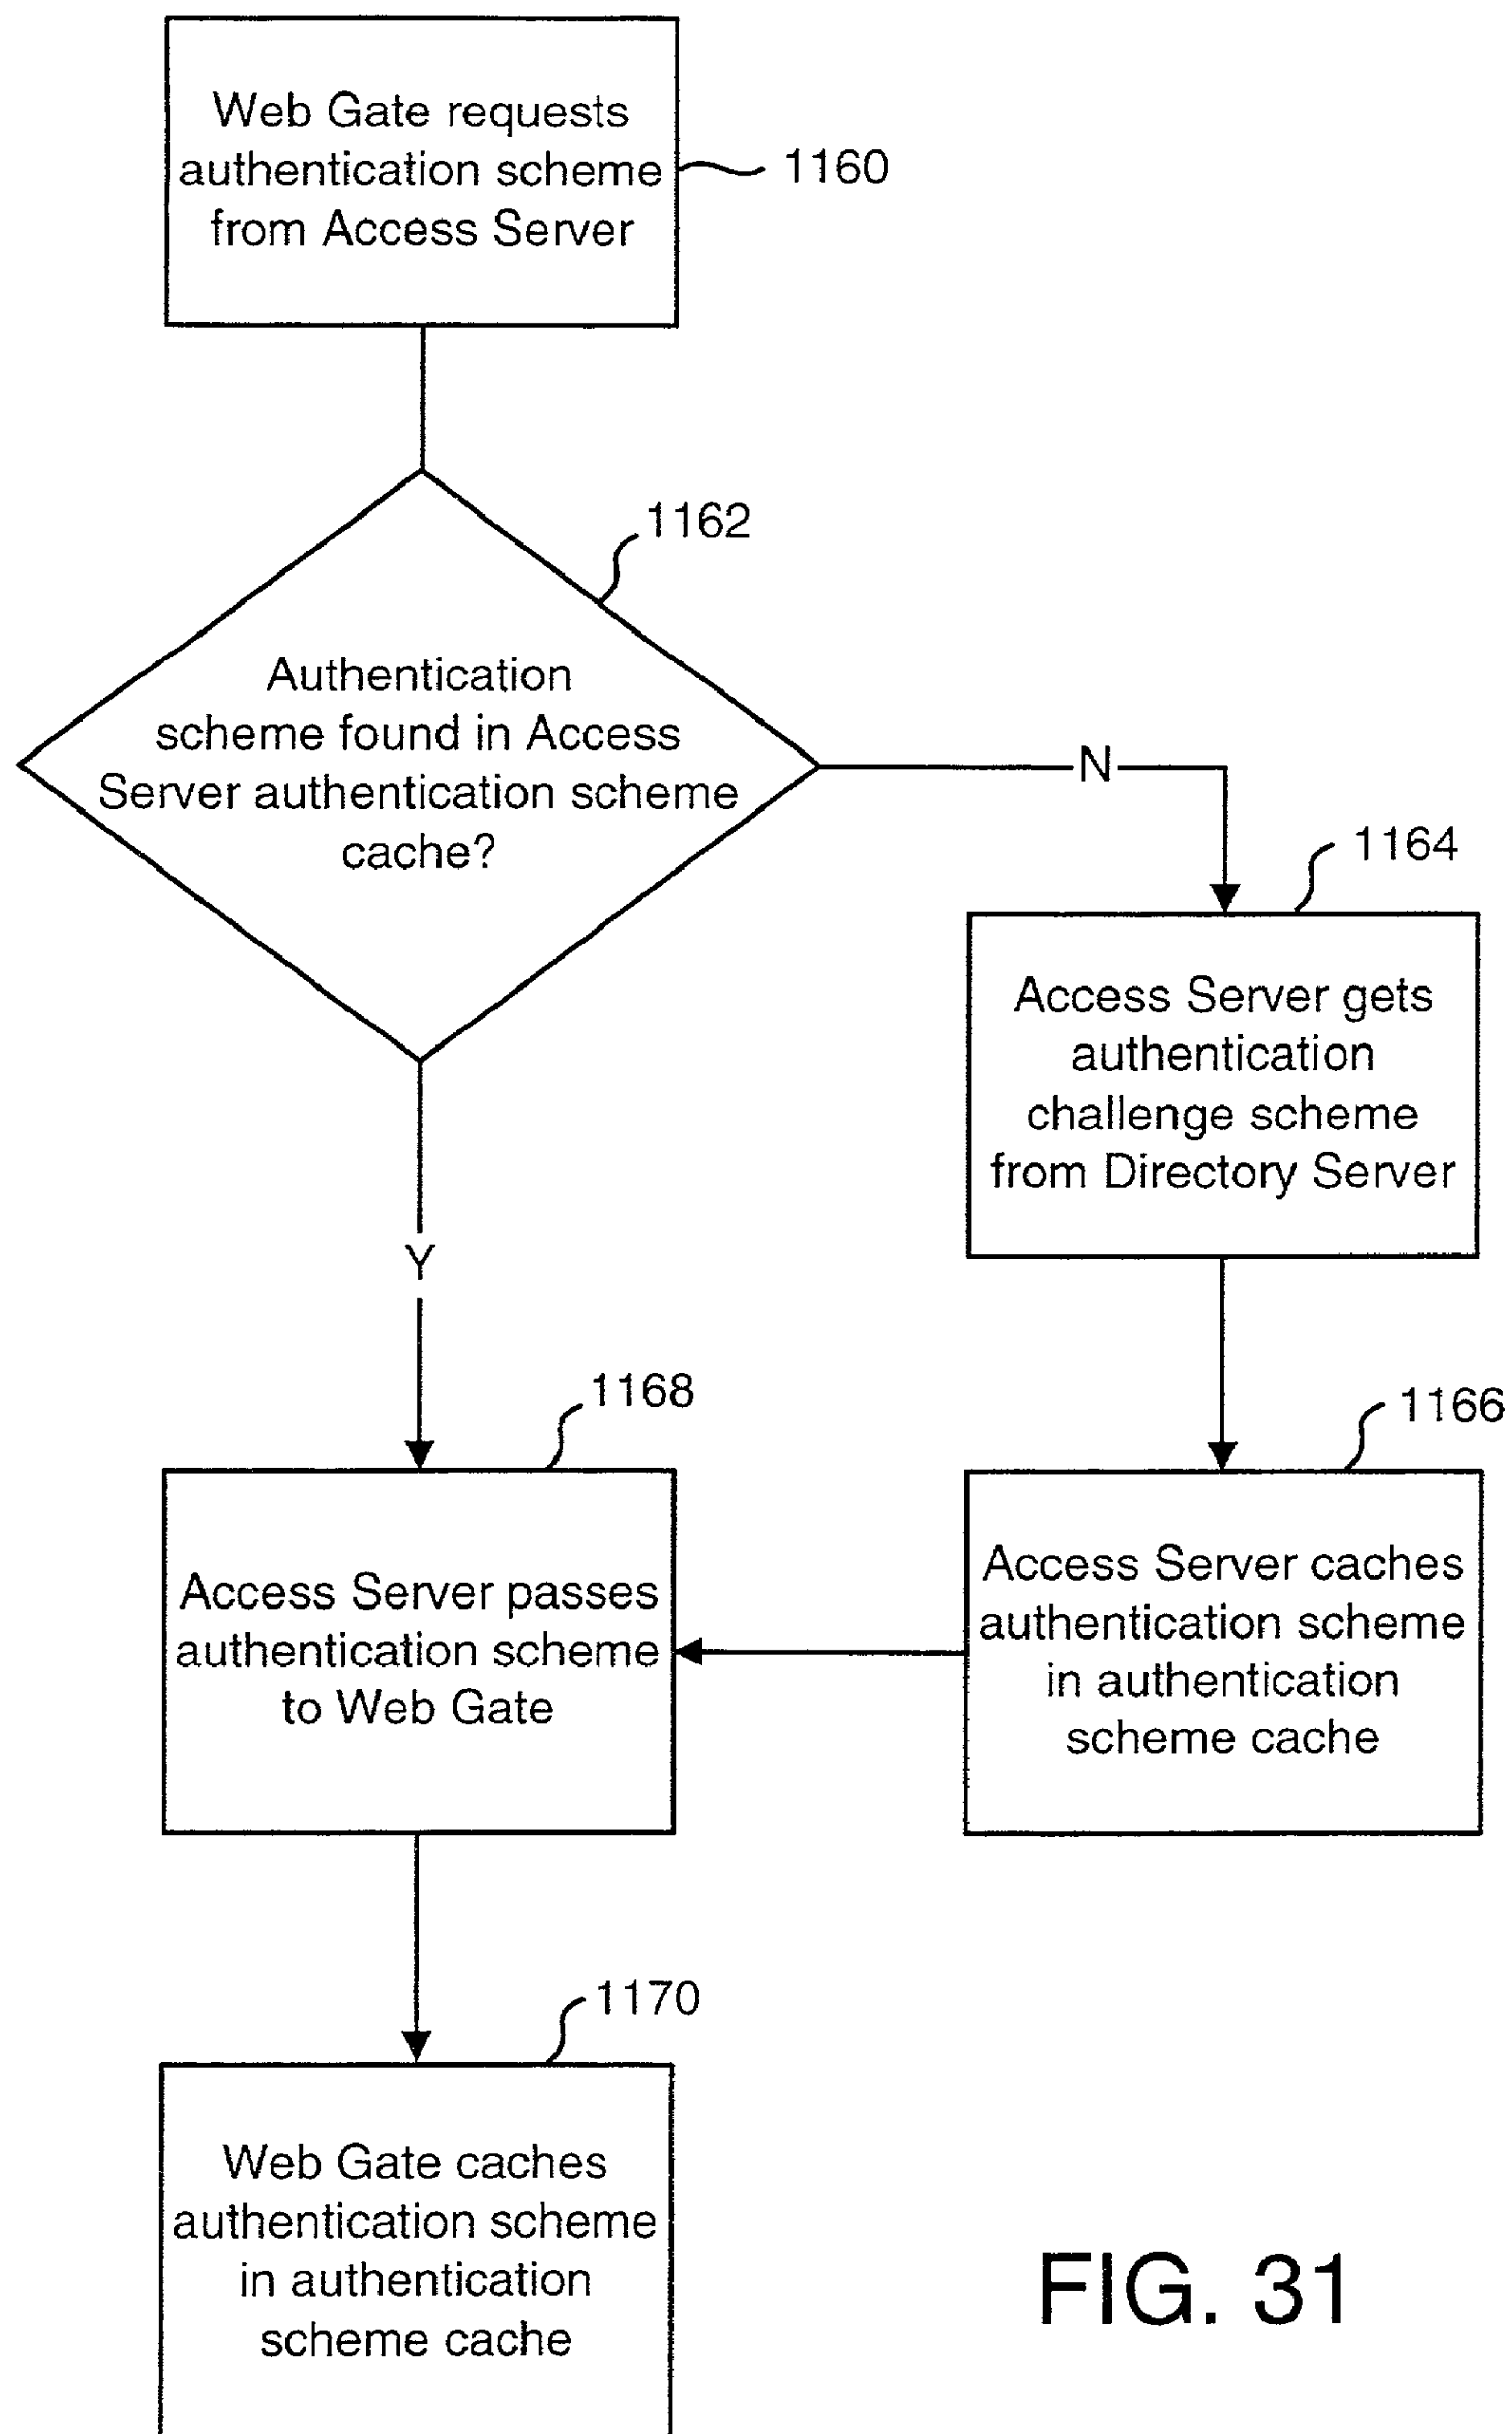 Web Gate requests
authentication scheme
from Access Server
1160
1162
Authentication
scheme found in Access
Server authentication scheme
cache?
N
1164
Access Server gets
authentication
challenge scheme
from Directory Server
Y
1168
1166
Access Server passes
authentication scheme
to Web Gate
Access Server caches
authentication scheme
in authentication
scheme cache
1170
Web Gate caches
authentication scheme
in authentication
scheme cache
FIG. 31